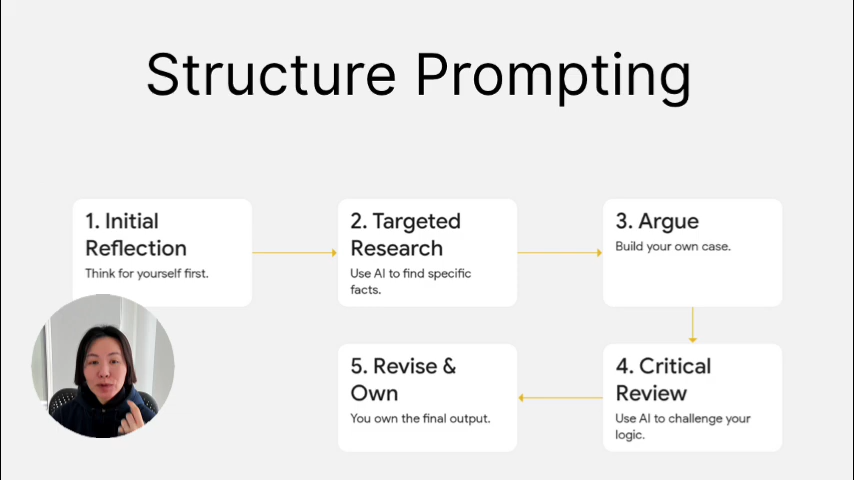 Structure Prompting
1. Initial
Reflection
Think for yourself first.
2. Targeted
Research
Use AI to find specific
facts.
3. Argue
Build your own case.
4. Critical
Review
Use AI to challenge your
logic.
5. Revise &
Own
You own the final output.